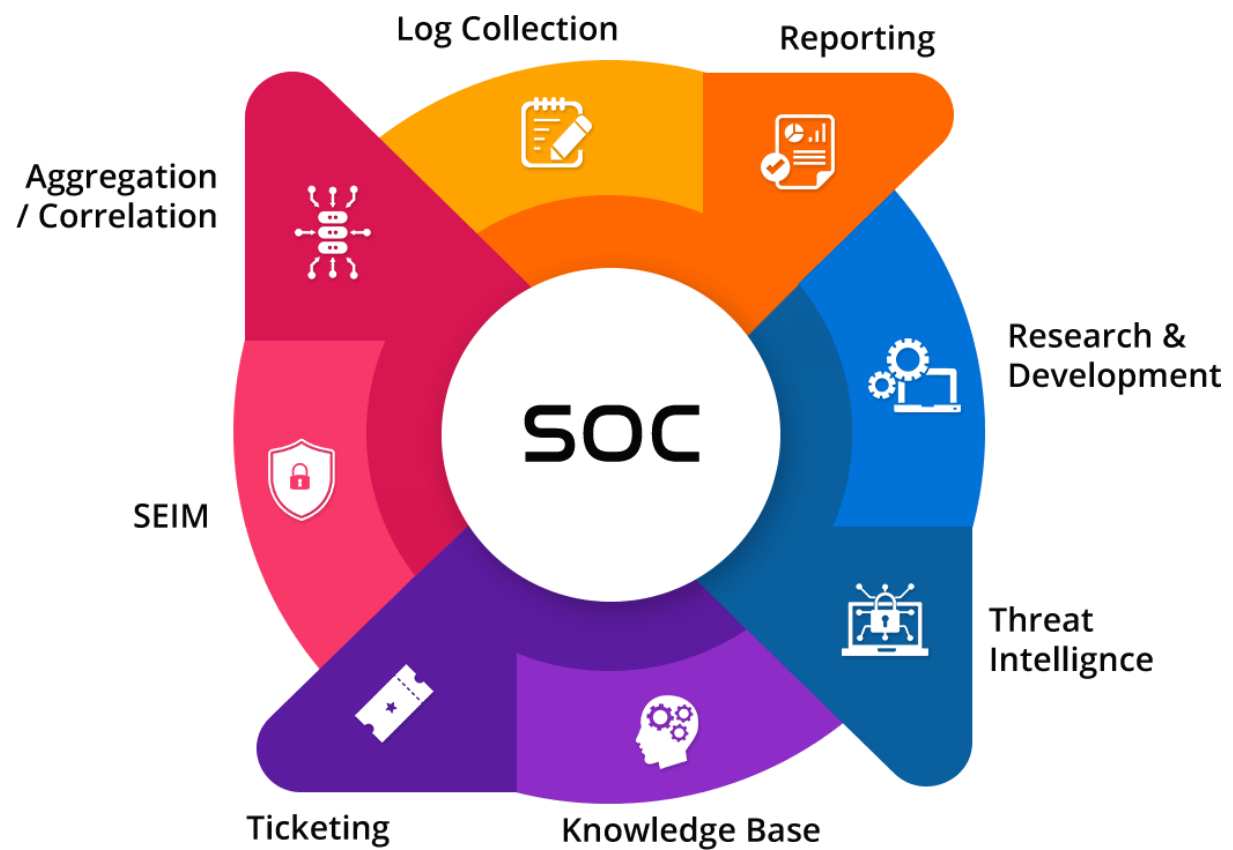 Log Collection
Reporting
Aggregation
/ Correlation
Research &
Development
SOC
SEIM
Threat
Intellignce
Ticketing
Knowledge Base